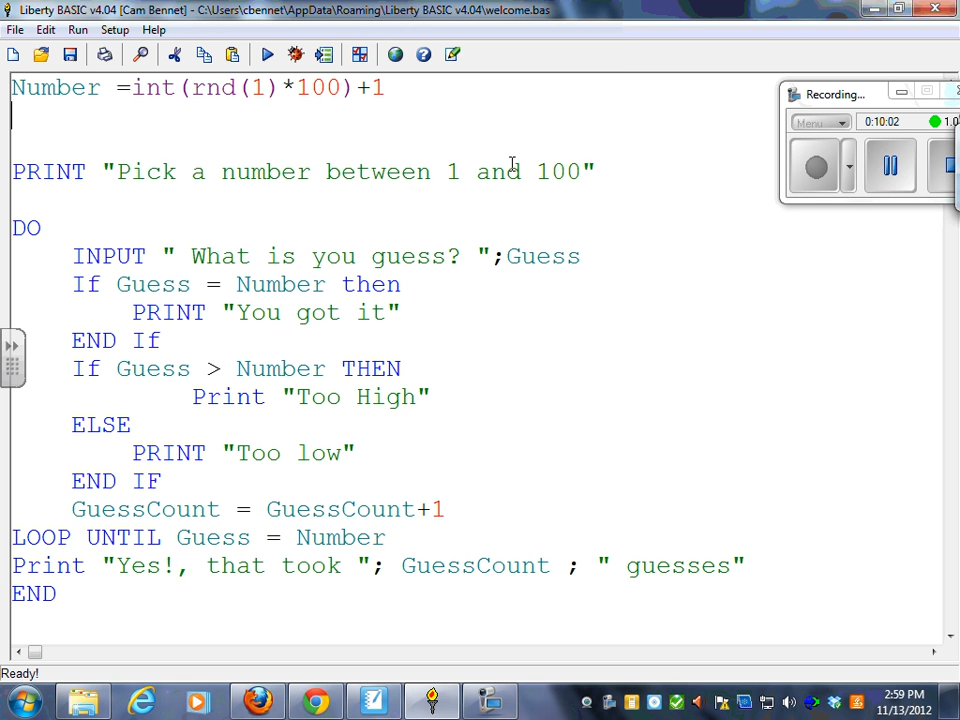 Liberty BASIC v4.04 [Cam Bennet] - C:\Users\cbennet\AppData\Roaming\Liberty BASIC v4.04\welcome.bas
File Edit Run Setup Help
Number =int(rnd(1)*100)+1
PRINT "Pick a number between 1 and 100"
DO
INPUT " What is you guess? ";Guess
If Guess = Number then
PRINT "You got it"
END If
If Guess > Number THEN
Print "Too High"
ELSE
PRINT "Too low"
END IF
GuessCount = GuessCount+1
LOOP UNTIL Guess = Number
Print "Yes!, that took "; GuessCount ; " guesses"
END
Recording...
Menu 0:10:02 1.0
Ready!
2:59 PM
11/13/2012